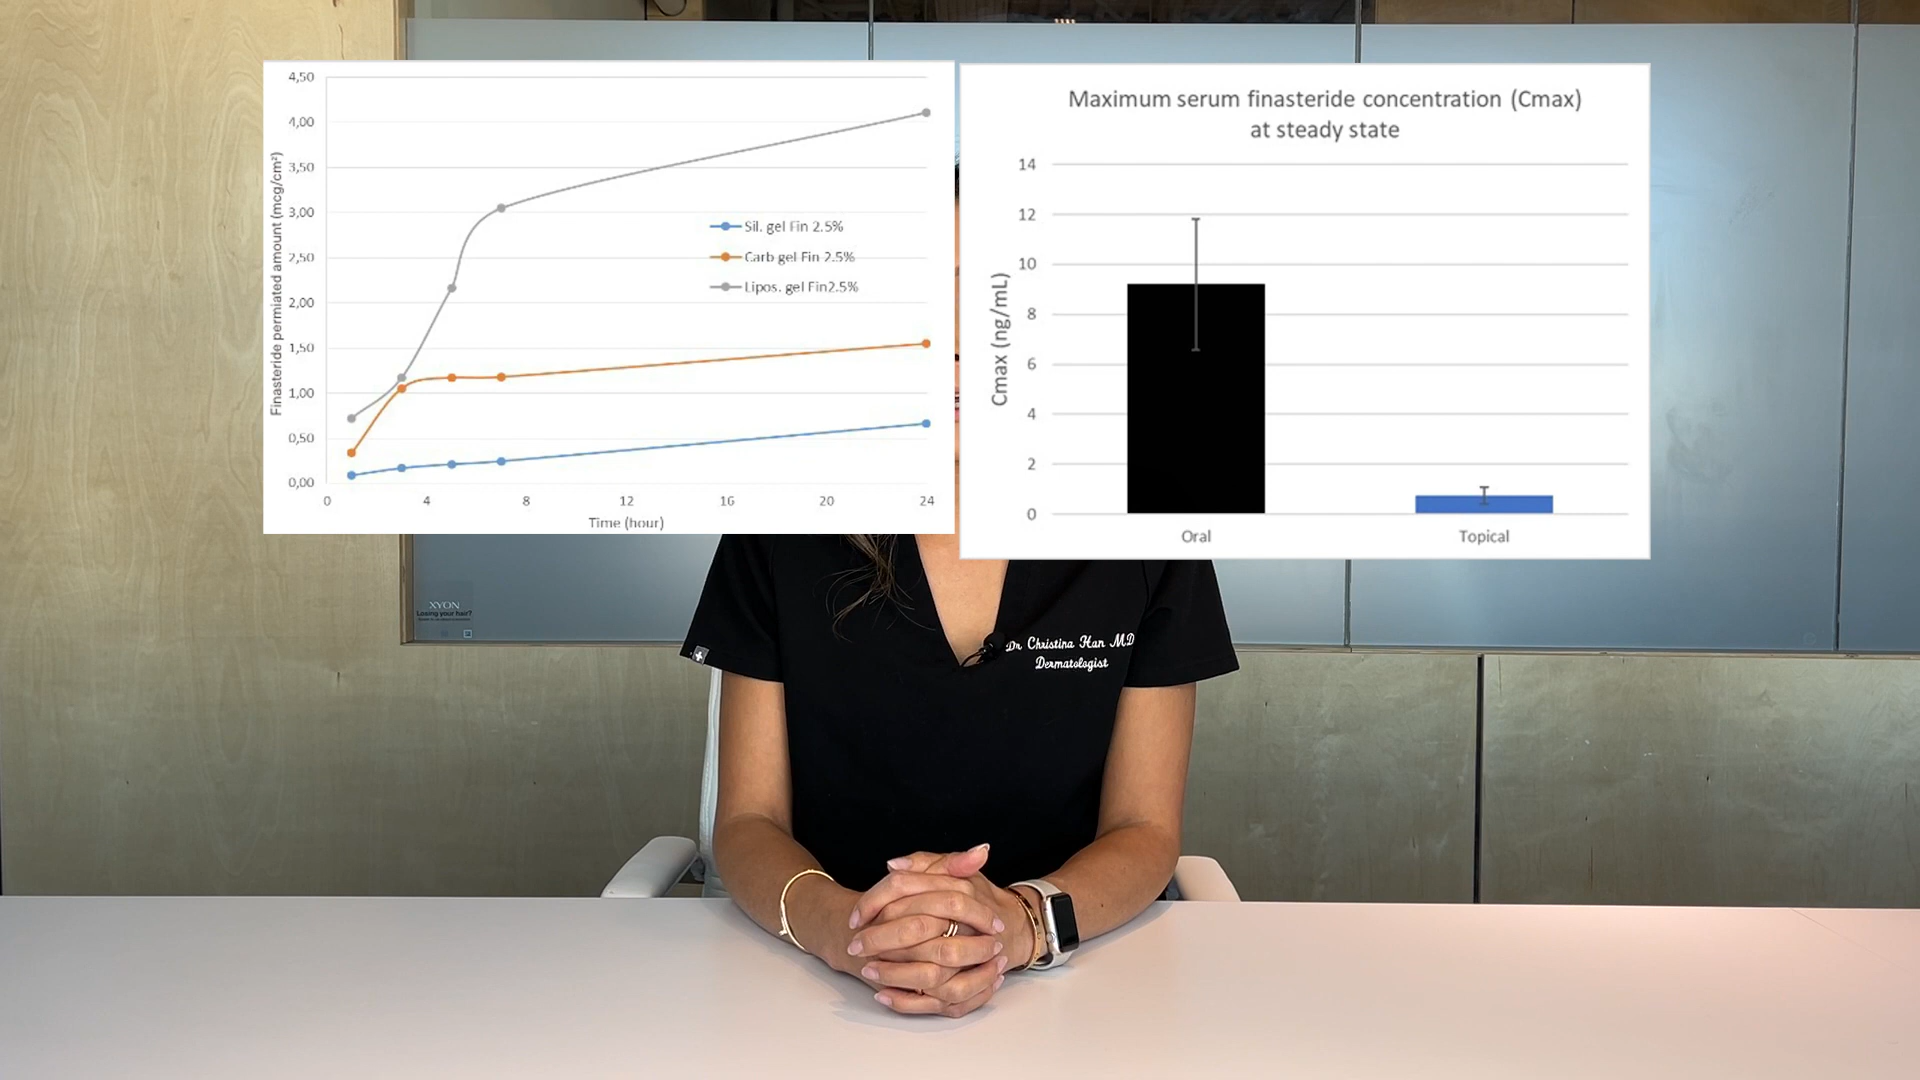 4,50
4,00
3,50
3,00
2,50
2,00
1,50
1,00
0,50
0,00
0
4
8
12
16
20
24
Finasteride permiated amount (mcg/cm²)
Time (hour)
Sil. gel Fin 2.5%
Carb gel Fin 2.5%
Lipos. gel Fin2.5%
Maximum serum finasteride concentration (Cmax)
at steady state
14
12
10
8
6
4
2
0
Cmax (ng/mL)
Oral
Topical
XYON
Losing your hair?
Dr Christina Han MD
Dermatologist